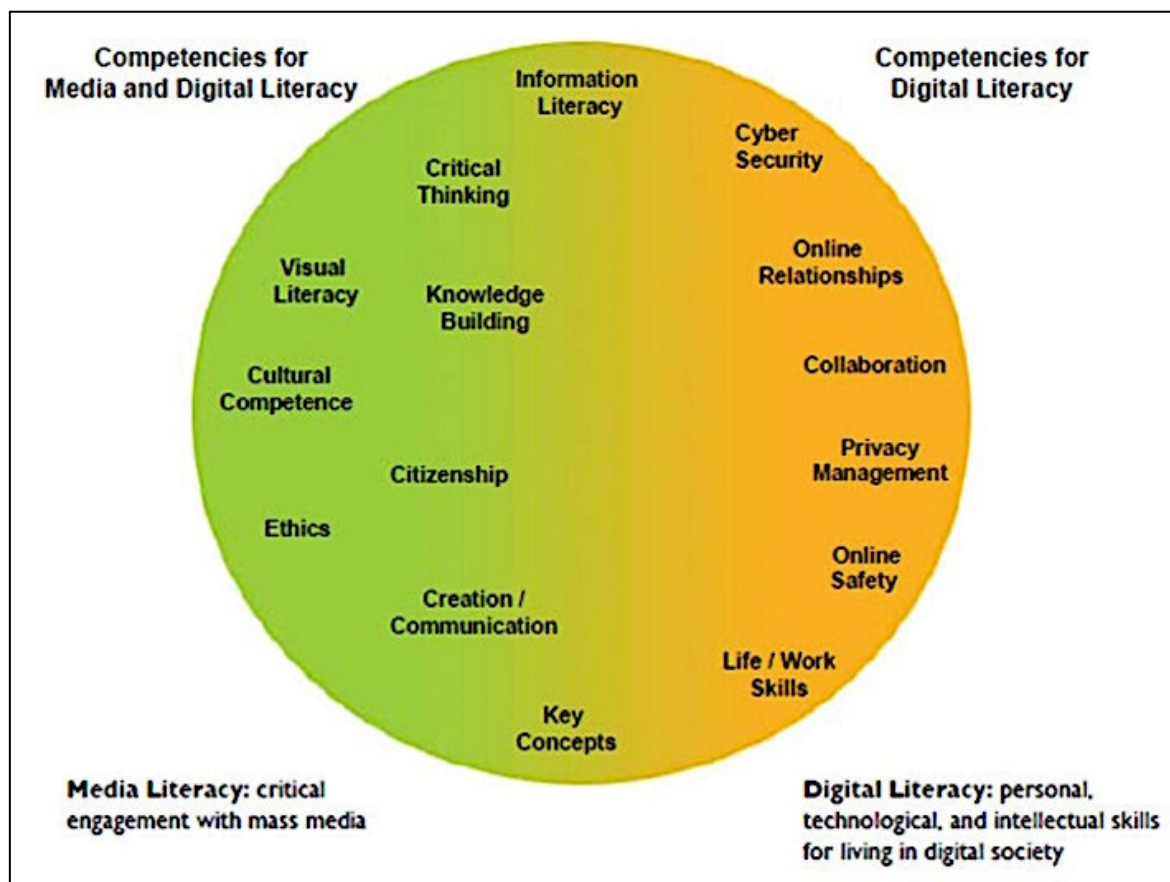 Competencies for
Media and Digital Literacy
Competencies for
Digital Literacy
Information
Literacy
Cyber
Security
Critical
Thinking
Online
Relationships
Visual
Literacy
Knowledge
Building
Collaboration
Cultural
Competence
Privacy
Management
Citizenship
Ethics
Online
Safety
Creation /
Communication
Life / Work
Skills
Key
Concepts
Media Literacy: critical
engagement with mass media
Digital Literacy: personal,
technological, and intellectual skills
for living in digital society